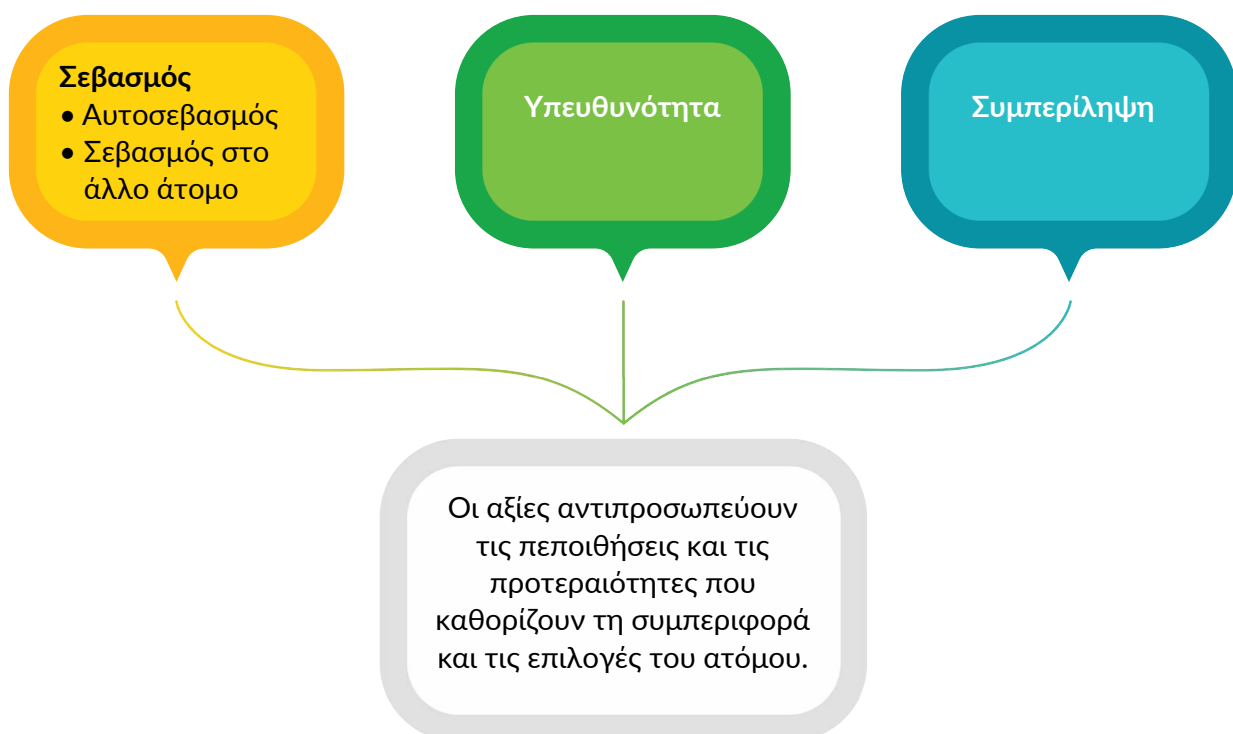 Σεβασμός
• Αυτοσεβασμός
• Σεβασμός στο
άλλο άτομο
Υπευθυνότητα
Συμπερίληψη
Οι αξίες αντιπροσωπεύουν
τις πεποιθήσεις και τις
προτεραιότητες που
καθορίζουν τη συμπεριφορά
και τις επιλογές του ατόμου.